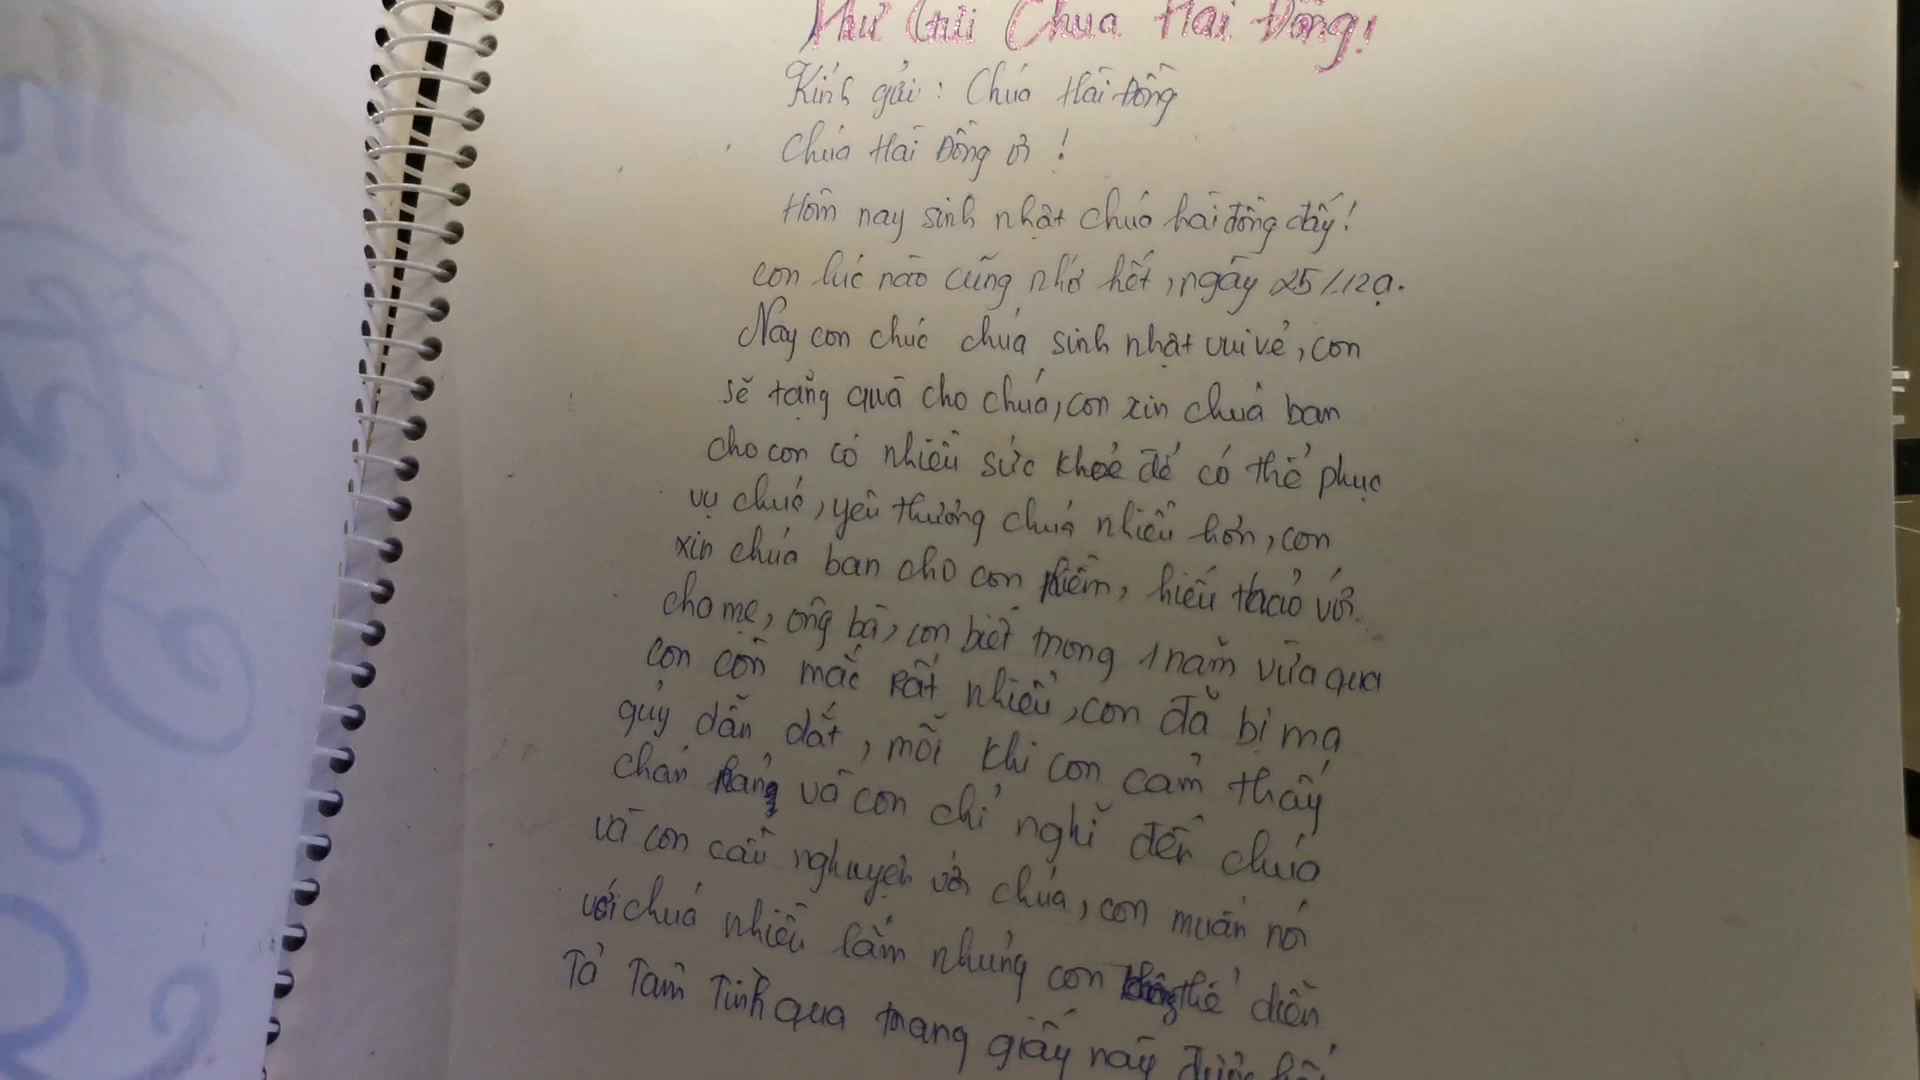 Thư Gửi Chúa Hài Đồng!
Kính gửi: Chúa Hài Đồng
Chúa Hài Đồng ơi !
Hôm nay sinh nhật chúa hài đồng đấy!
con lúc nào cũng nhớ hết, ngày 25/12 ạ.
Nay con chúc chúa sinh nhật vui vẻ, con
sẽ tặng quà cho chúa, con xin chúa ban
cho con có nhiều sức khoẻ để có thể phục
vụ chúa, yêu thương chúa nhiều hơn, con
xin chúa ban cho con hiếu thảo với
cha mẹ, ông bà, con biết trong 1 năm vừa qua
con còn mắc rất nhiều, con đã bị ma
quỷ dẫn dắt, mỗi khi con cảm thấy
chán và con chỉ nghĩ đến chúa
và con cầu nghuyện với chúa, con muốn nói
với chúa nhiều lắm nhưng con không thể diễn
Tả Tâm Tình qua trang giấy này được